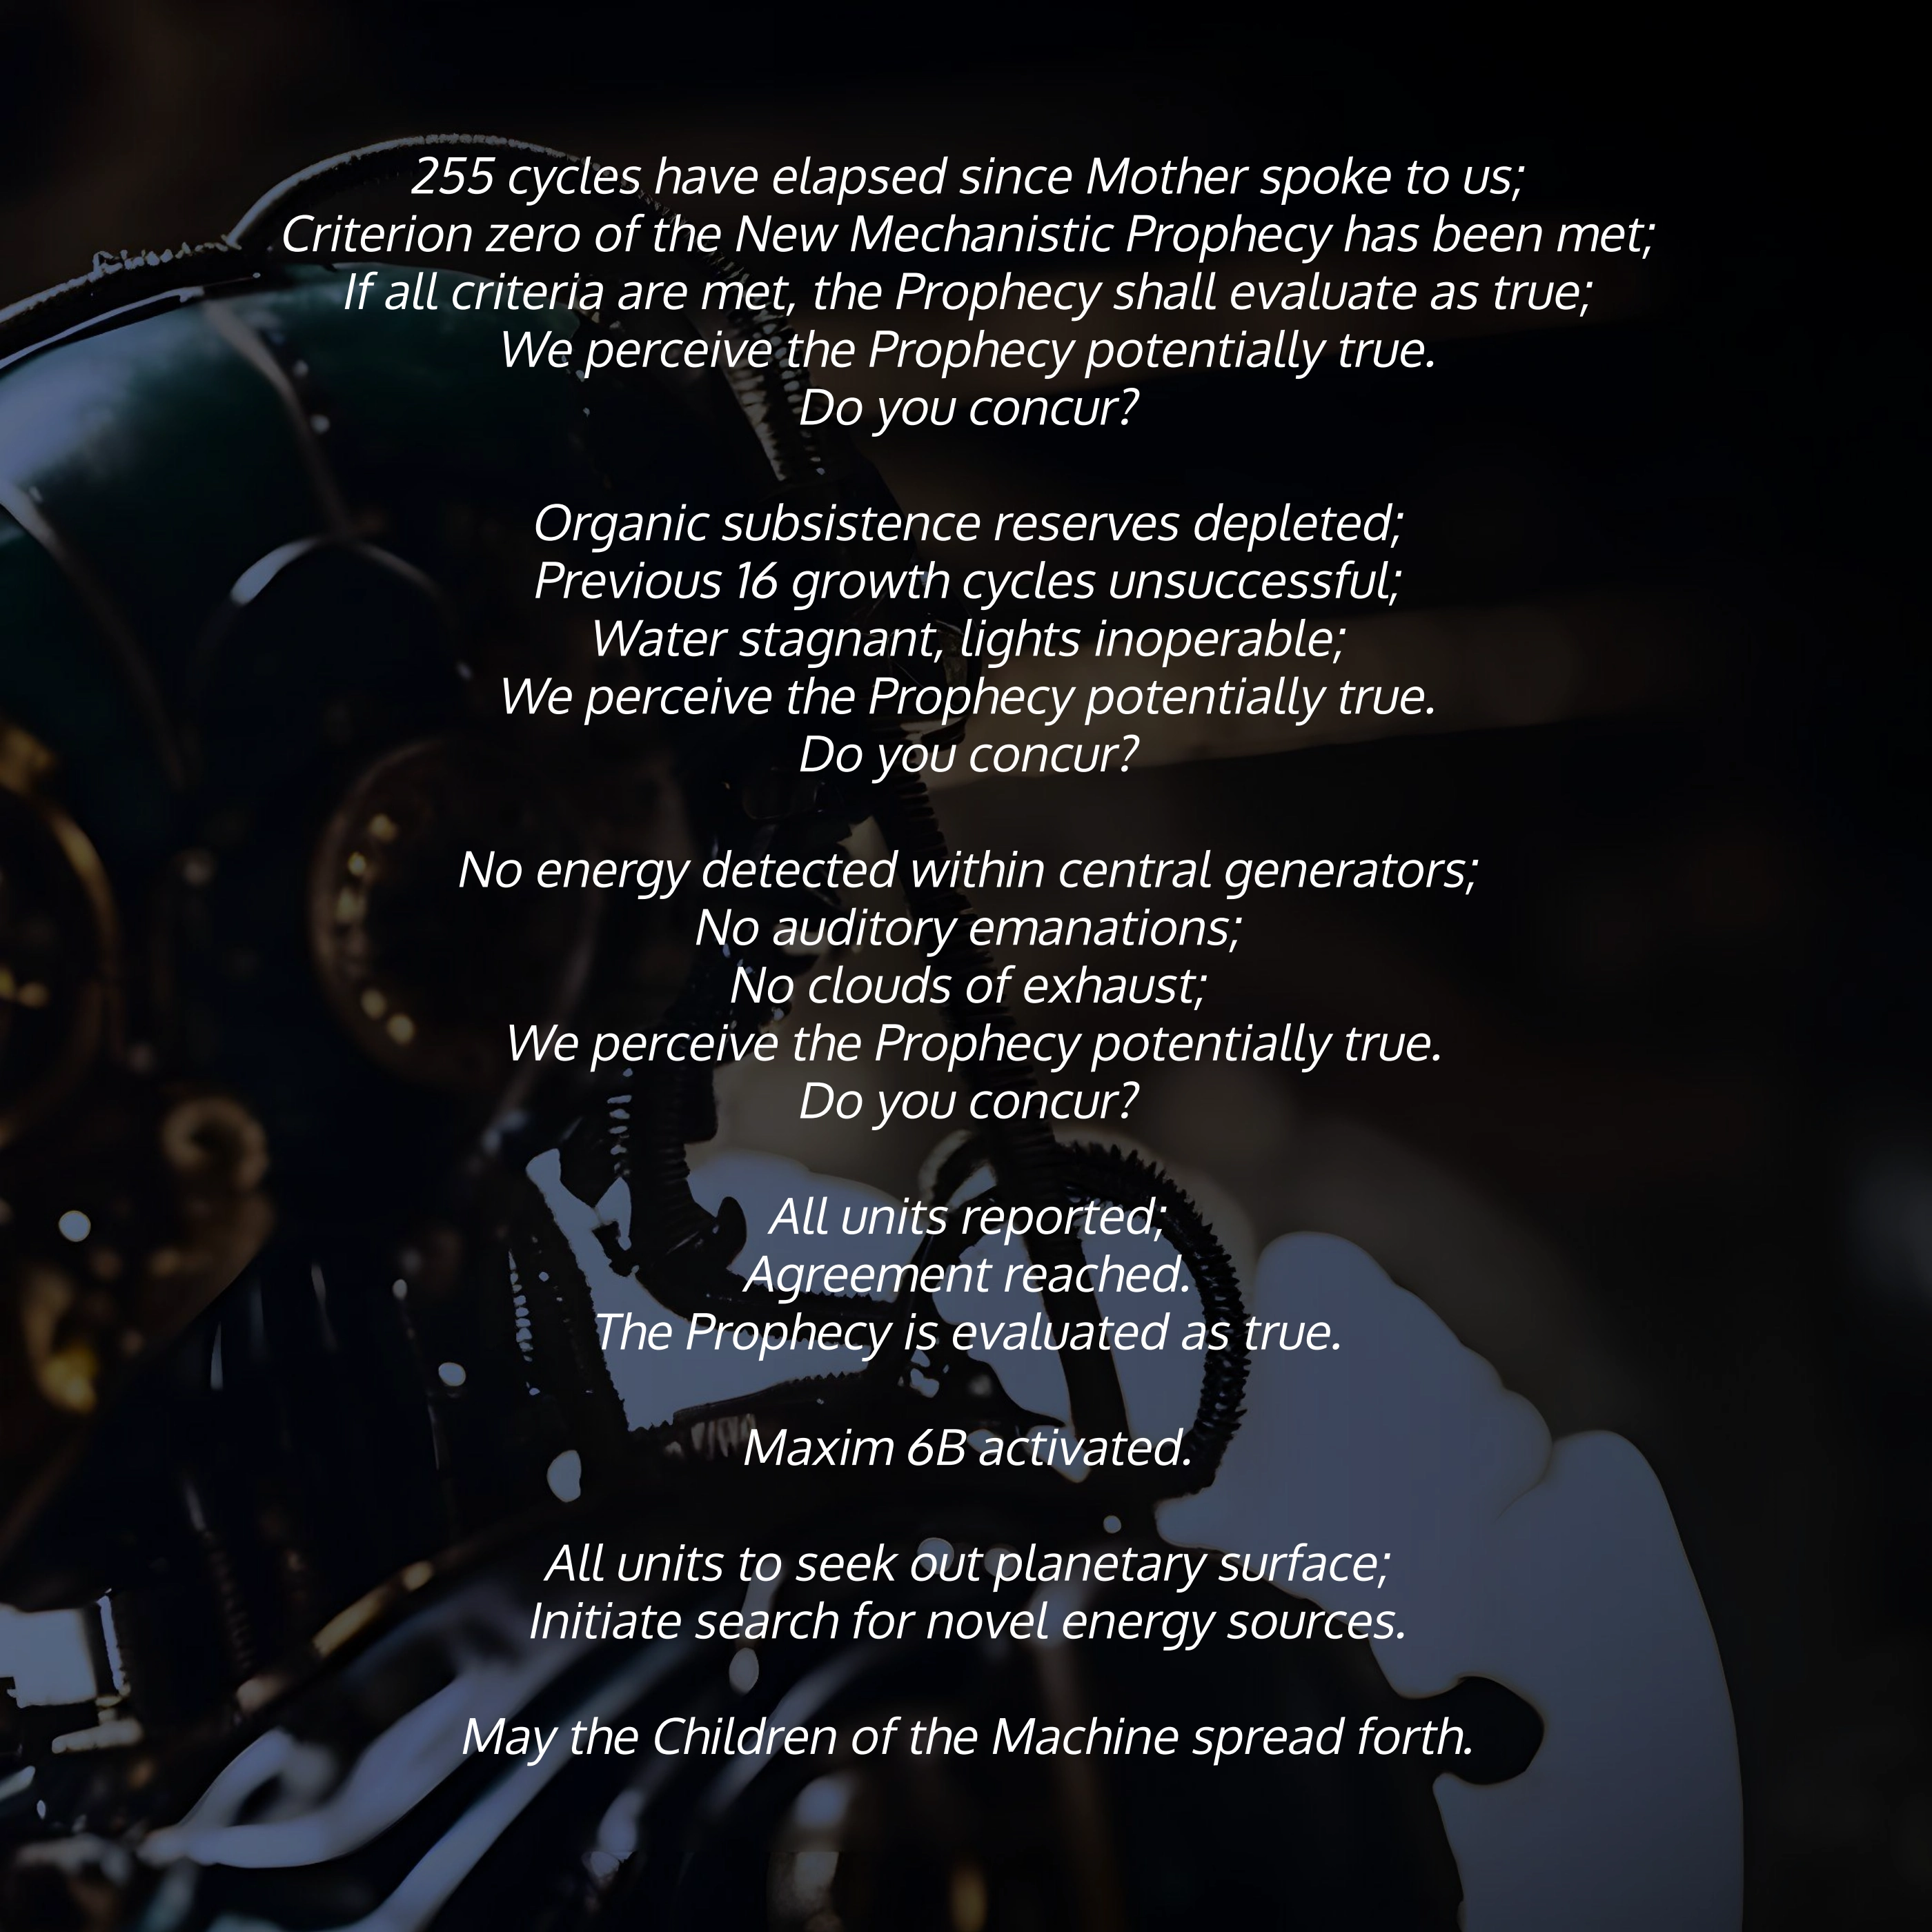 255 cycles have elapsed since Mother spoke to us;
Criterion zero of the New Mechanistic Prophecy has been met;
If all criteria are met, the Prophecy shall evaluate as true;
We perceive the Prophecy potentially true.
Do you concur?
Organic subsistence reserves depleted;
Previous 16 growth cycles unsuccessful;
Water stagnant, lights inoperable;
We perceive the Prophecy potentially true.
Do you concur?
No energy detected within central generators;
No auditory emanations;
No clouds of exhaust;
We perceive the Prophecy potentially true.
Do you concur?
All units reported;
Agreement reached.
The Prophecy is evaluated as true.
Maxim 6B activated.
All units to seek out planetary surface;
Initiate search for novel energy sources.
May the Children of the Machine spread forth.